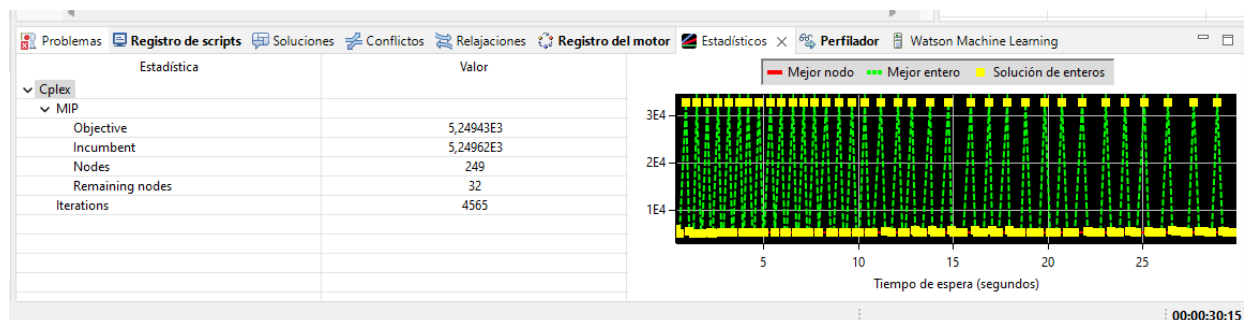 Problemas Registro de scripts Soluciones Conflictos Relajaciones Registro del motor Estadísticos Perfilador Watson Machine Learning
Estadística Valor
Cplex
MIP
Objective 5,24943E3
Incumbent 5,24962E3
Nodes 249
Remaining nodes 32
Iterations 4565
Mejor nodo Mejor entero Solución de enteros
3E4
2E4
1E4
5 10 15 20 25
Tiempo de espera (segundos)
00:00:30:15